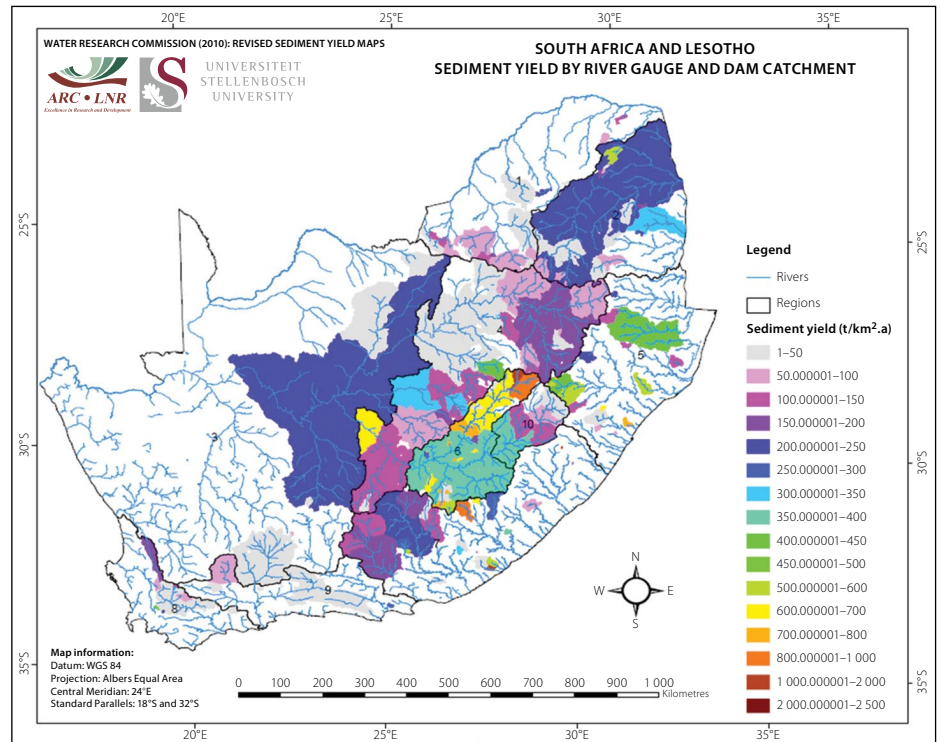 20°E 25°E 30°E 35°E
WATER RESEARCH COMMISSION (2010): REVISED SEDIMENT YIELD MAPS
SOUTH AFRICA AND LESOTHO
SEDIMENT YIELD BY RIVER GAUGE AND DAM CATCHMENT
ARC • LNR
Excellence in Research and Development
UNIVERSITEIT
STELLENBOSCH
UNIVERSITY
1
2
25°S 25°S
4
5
3
10
6
30°S 30°S
8
9
Legend
Rivers
Regions
Sediment yield (t/km².a)
1–50
50.000001–100
100.000001–150
150.000001–200
200.000001–250
250.000001–300
300.000001–350
350.000001–400
400.000001–450
450.000001–500
500.000001–600
600.000001–700
700.000001–800
800.000001–1 000
1 000.000001–2 000
2 000.000001–2 500
N
W E
S
Map information:
Datum: WGS 84
Projection: Albers Equal Area
Central Meridian: 24°E
Standard Parallels: 18°S and 32°S
0 100 200 300 400 500 600 700 800 900 1 000
Kilometres
35°S 35°S
20°E 25°E 30°E 35°E